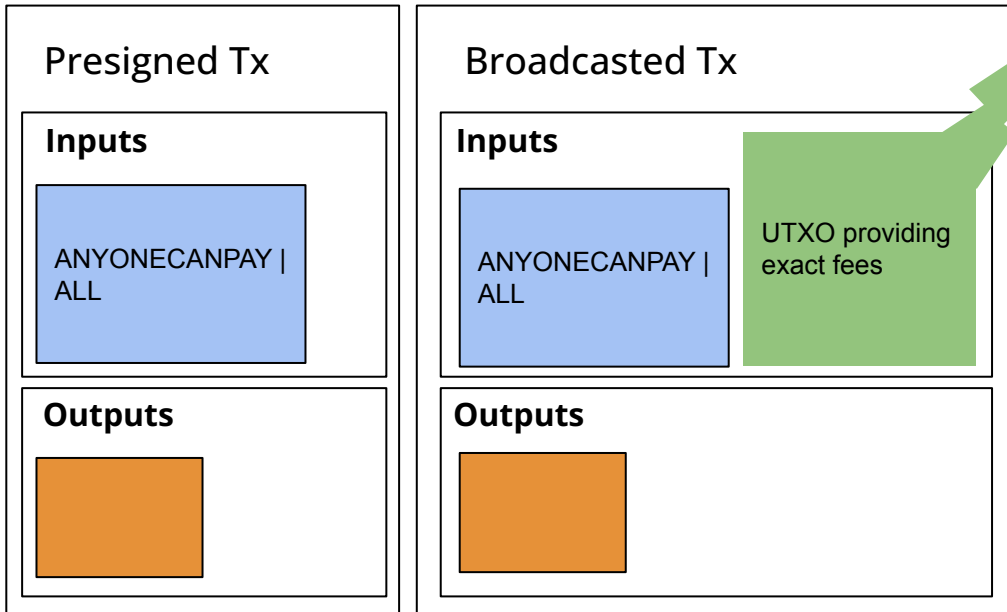 Presigned Tx
Inputs
ANYONECANPAY |
ALL
Outputs
Broadcasted Tx
Inputs
ANYONECANPAY |
ALL
UTXO providing
exact fees
Outputs